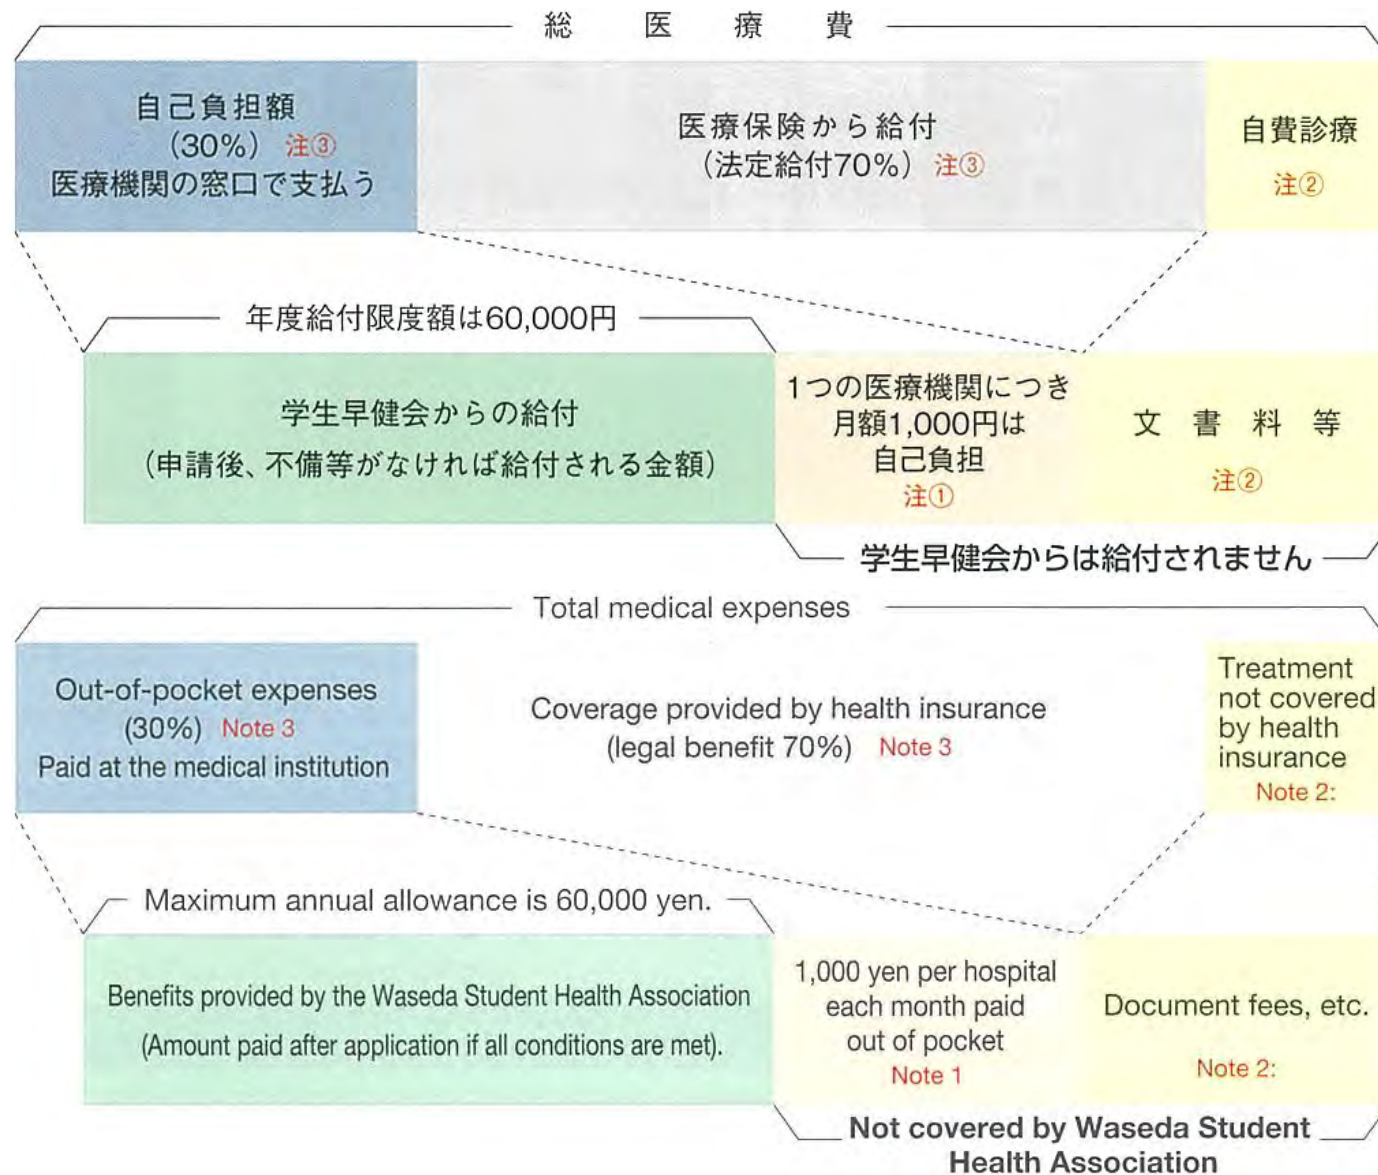 総医療費
自己負担額
(30%) 注③
医療機関の窓口で支払う
医療保険から給付
(法定給付70%) 注③
自費診療
注②
年度給付限度額は60,000円
学生早健会からの給付
(申請後、不備等がなければ給付される金額)
1つの医療機関につき
月額1,000円は
自己負担
注①
文書料等
注②
学生早健会からは給付されません
Total medical expenses
Out-of-pocket expenses
(30%) Note 3
Paid at the medical institution
Coverage provided by health insurance
(legal benefit 70%) Note 3
Treatment
not covered
by health
insurance
Note 2:
Maximum annual allowance is 60,000 yen.
Benefits provided by the Waseda Student Health Association
(Amount paid after application if all conditions are met).
1,000 yen per hospital
each month paid
out of pocket
Note 1
Document fees, etc.
Note 2:
Not covered by Waseda Student
Health Association